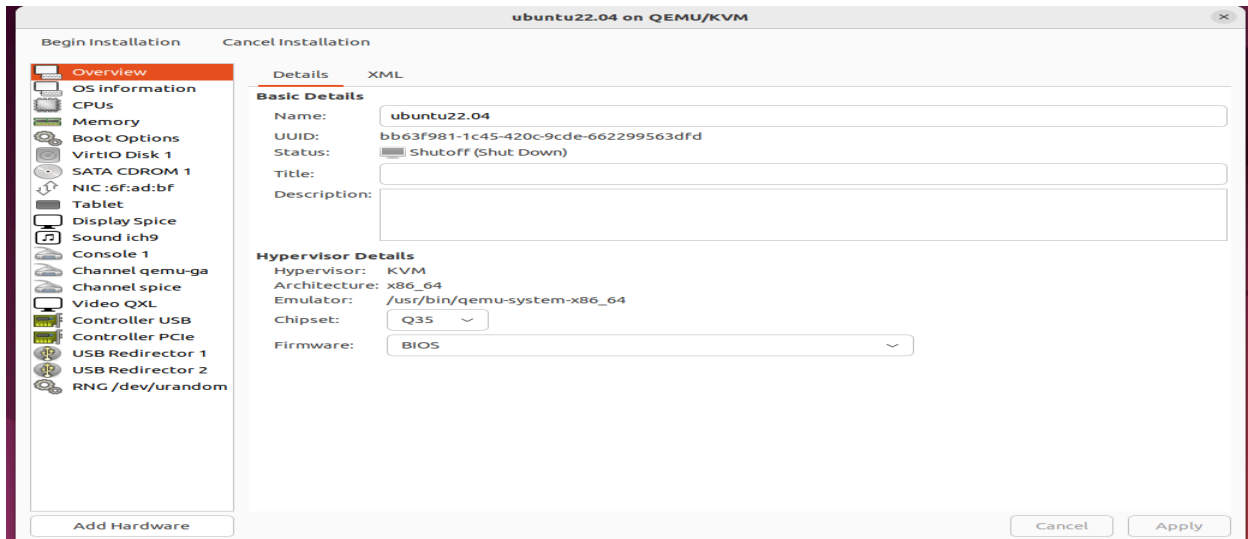 ubuntu22.04 on QEMU/KVM
Begin Installation Cancel Installation
Overview
OS information
CPUs
Memory
Boot Options
VirtIO Disk 1
SATA CDROM 1
NIC :6f:ad:bf
Tablet
Display Spice
Sound ich9
Console 1
Channel qemu-ga
Channel spice
Video QXL
Controller USB
Controller PCIe
USB Redirector 1
USB Redirector 2
RNG /dev/urandom
Add Hardware
Details XML
Basic Details
Name: ubuntu22.04
UUID: bb63f981-1c45-420c-9cde-662299563dfd
Status: Shutoff (Shut Down)
Title:
Description:
Hypervisor Details
Hypervisor: KVM
Architecture: x86_64
Emulator: /usr/bin/qemu-system-x86_64
Chipset: Q35
Firmware: BIOS
Cancel Apply